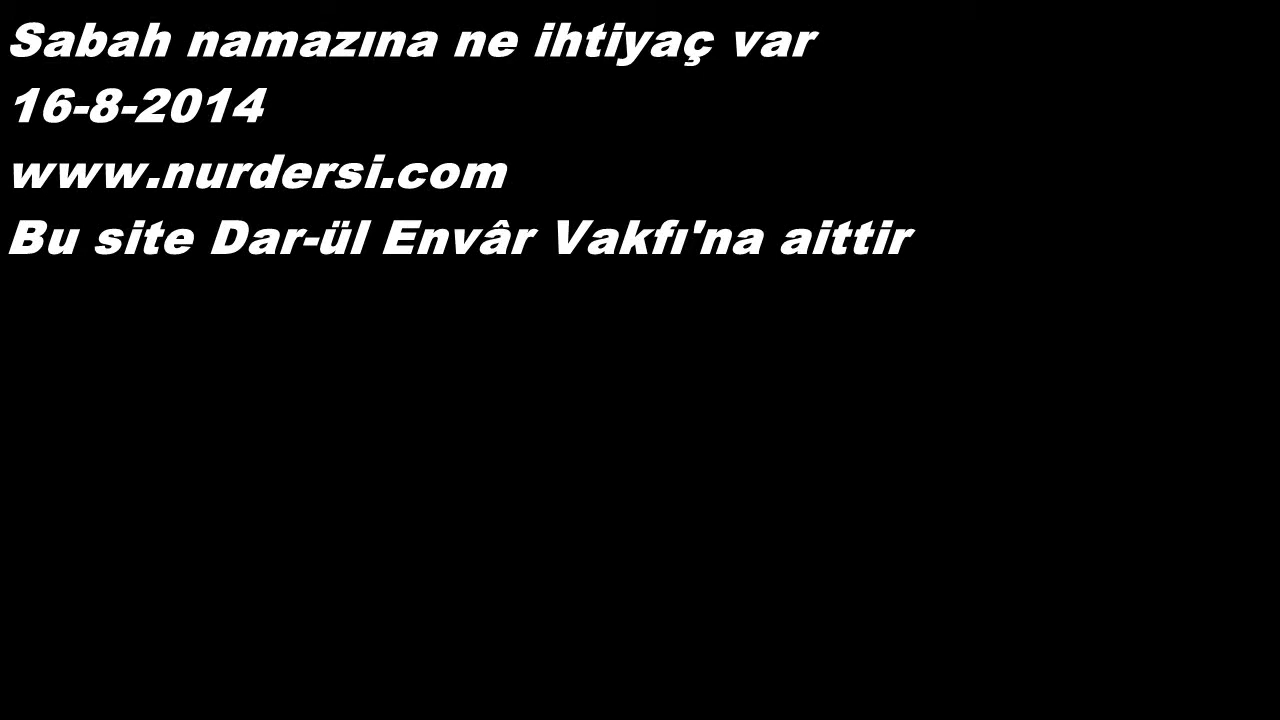 Sabah namazına ne ihtiyaç var
16-8-2014
www.nurdersi.com
Bu site Dar-ül Envâr Vakfı'na aittir